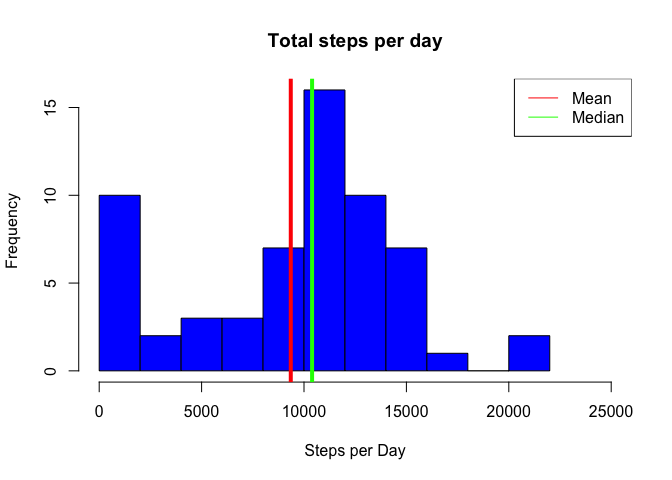 Total steps per day
Mean
Median
Frequency
15
10
5
0
0 5000 10000 15000 20000 25000
Steps per Day